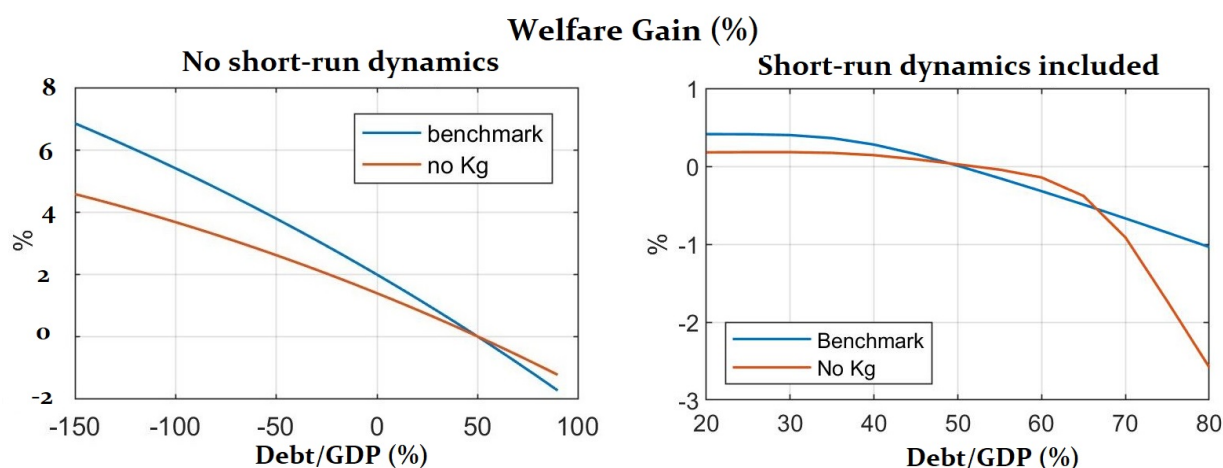 Welfare Gain (%)
No short-run dynamics
8
6
4
2
0
-2
%
benchmark
no Kg
-150 -100 -50 0 50 100
Debt/GDP (%)
Short-run dynamics included
1
0
-1
-2
-3
%
Benchmark
No Kg
20 30 40 50 60 70 80
Debt/GDP (%)